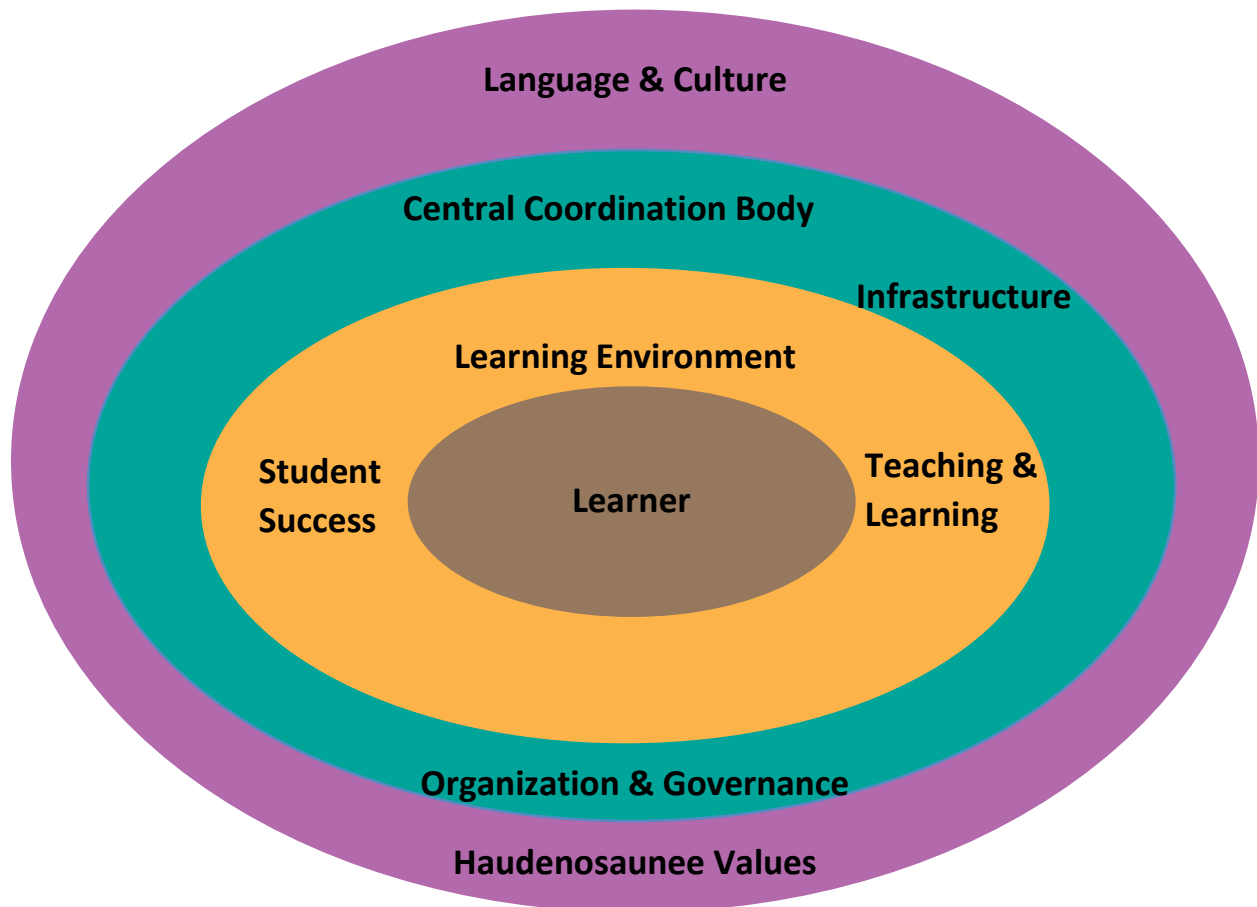 Language & Culture
Central Coordination Body
Infrastructure
Learning Environment
Student
Success
Learner
Teaching &
Learning
Organization & Governance
Haudenosaunee Values